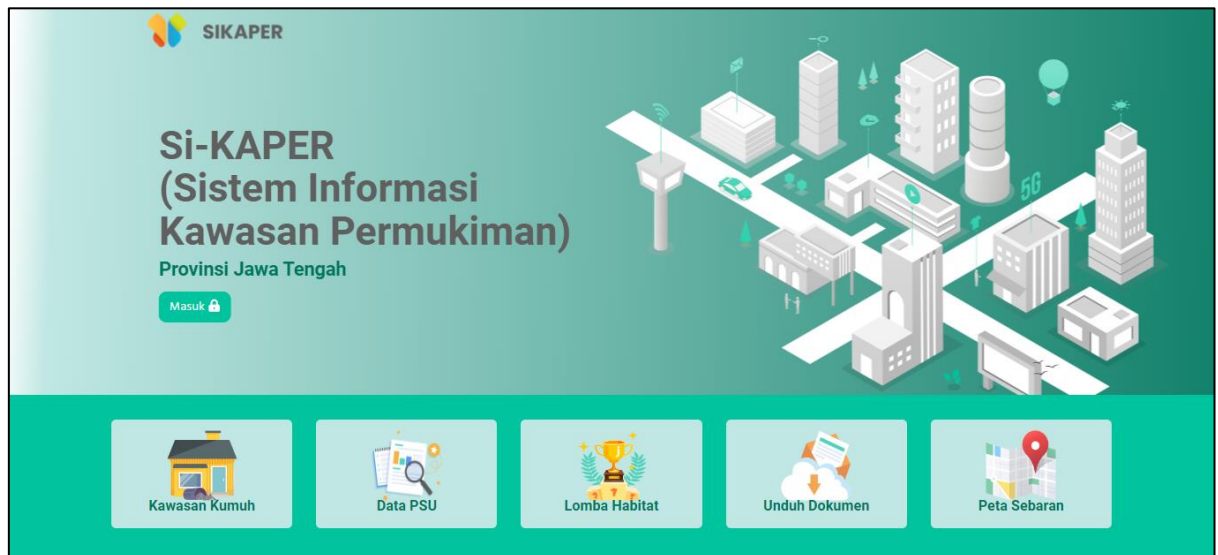 SIKAPER
Si-KAPER
(Sistem Informasi
Kawasan Permukiman)
Provinsi Jawa Tengah
Masuk
5G
Kawasan Kumuh
Data PSU
Lomba Habitat
Unduh Dokumen
Peta Sebaran